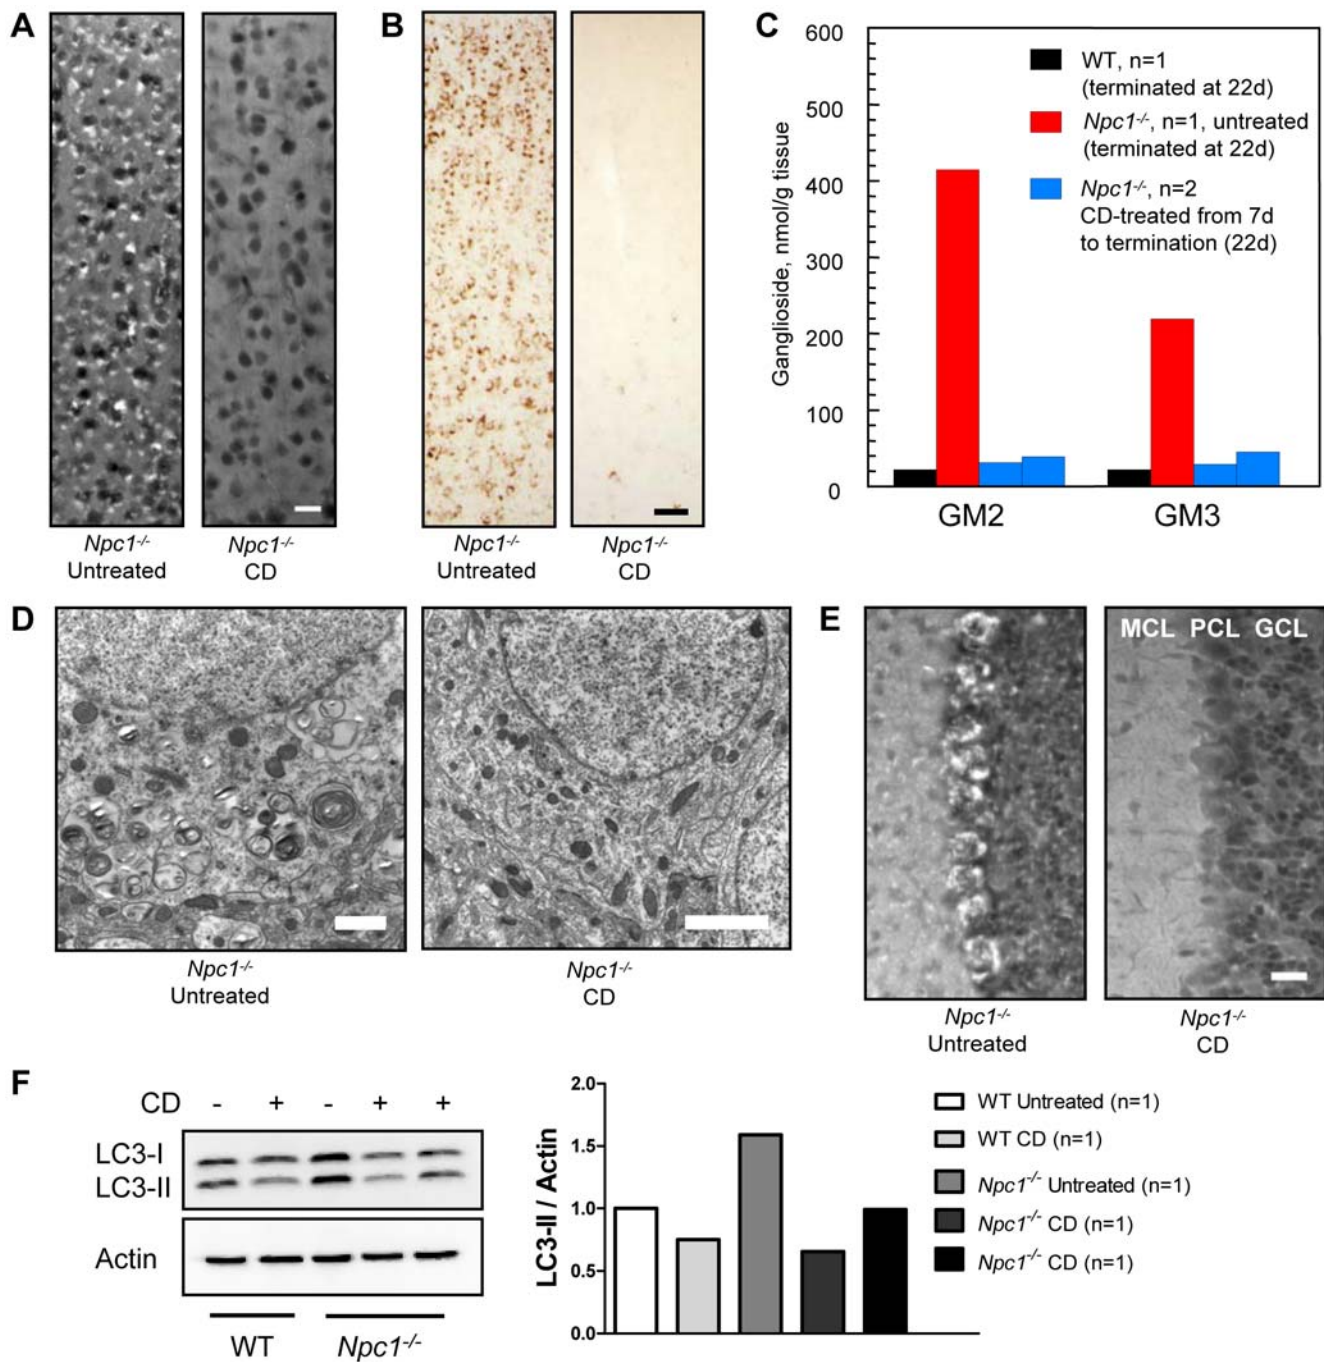 A
Npc1-/-
Untreated
Npc1-/-
CD
B
Npc1-/-
Untreated
Npc1-/-
CD
C
Ganglioside, nmol/g tissue
600
500
400
300
200
100
0
WT, n=1
(terminated at 22d)
Npc1-/-, n=1, untreated
(terminated at 22d)
Npc1-/-, n=2
CD-treated from 7d
to termination (22d)
GM2
GM3
D
Npc1-/-
Untreated
Npc1-/-
CD
E
MCL PCL GCL
Npc1-/-
Untreated
Npc1-/-
CD
F
CD - + - + +
LC3-I
LC3-II
Actin
WT
Npc1-/-
LC3-II / Actin
2.0
1.5
1.0
0.5
0.0
WT Untreated (n=1)
WT CD (n=1)
Npc1-/- Untreated (n=1)
Npc1-/- CD (n=1)
Npc1-/- CD (n=1)